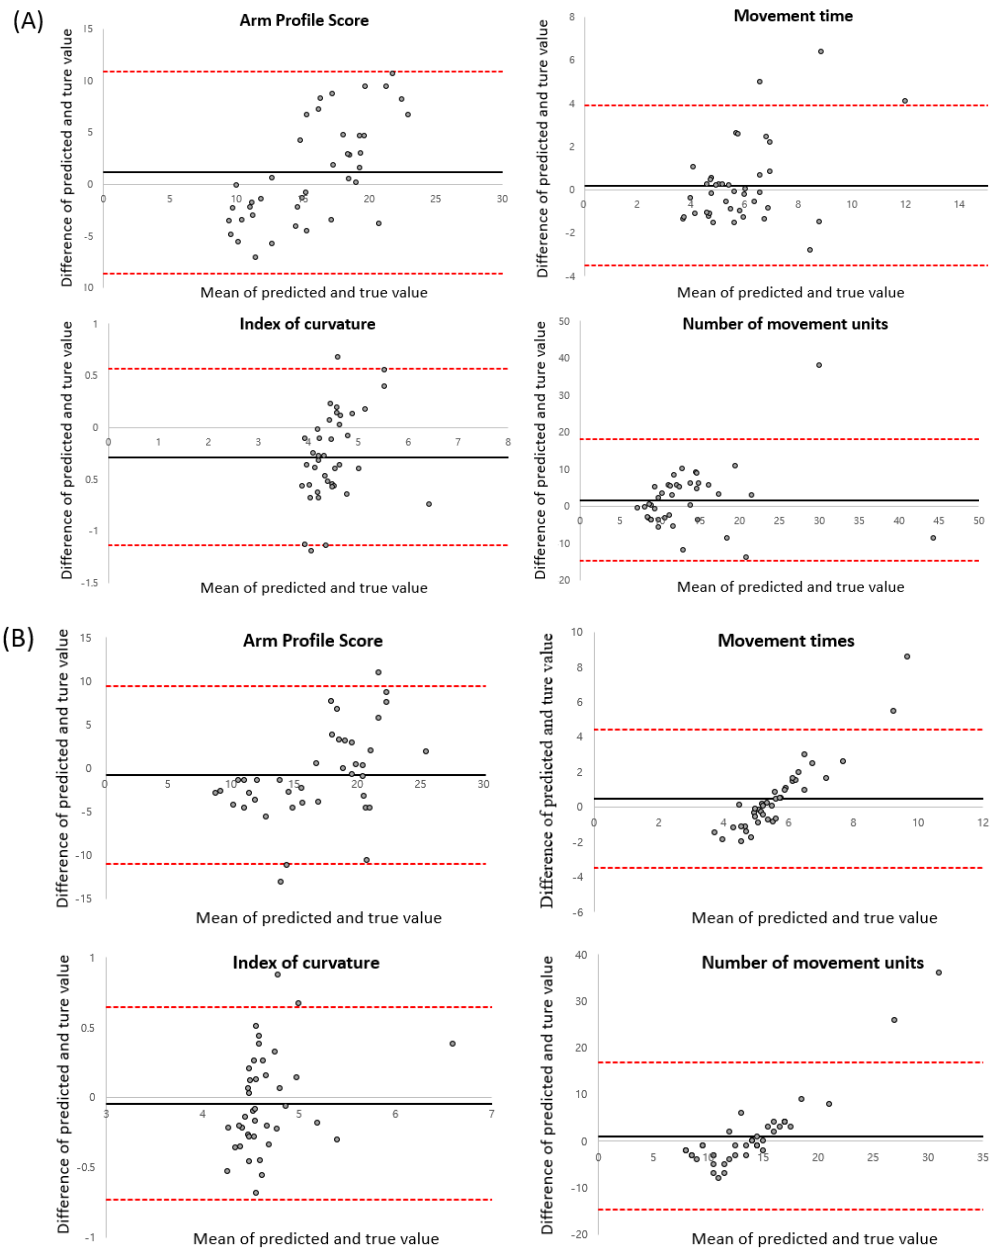 (A)
Arm Profile Score
Difference of predicted and ture value
15
10
5
0
-5
10
0 5 10 15 20 25 30
Mean of predicted and true value
Movement time
Difference of predicted and ture value
8
6
4
2
0
-2
-4
0 2 4 6 8 10 12 14
Mean of predicted and true value
Index of curvature
Difference of predicted and ture value
1
0.5
0
0.5
-1
-1.5
0 1 2 3 4 5 6 7 8
Mean of predicted and true value
Number of movement units
Difference of predicted and ture value
50
40
30
20
10
0
10
20
0 5 10 15 20 25 30 35 40 45 50
Mean of predicted and true value
(B)
Arm Profile Score
Difference of predicted and ture value
15
10
5
0
-5
-10
-15
0 5 10 15 20 25 30
Mean of predicted and true value
Movement times
Difference of predicted and ture value
10
8
6
4
2
0
-2
-4
-6
0 2 4 6 8 10 12
Mean of predicted and true value
Index of curvature
Difference of predicted and ture value
1
0.5
0
-0.5
-1
3 4 5 6 7
Mean of predicted and true value
Number of movement units
Difference of predicted and ture value
40
30
20
10
0
-10
-20
0 5 10 15 20 25 30 35
Mean of predicted and true value